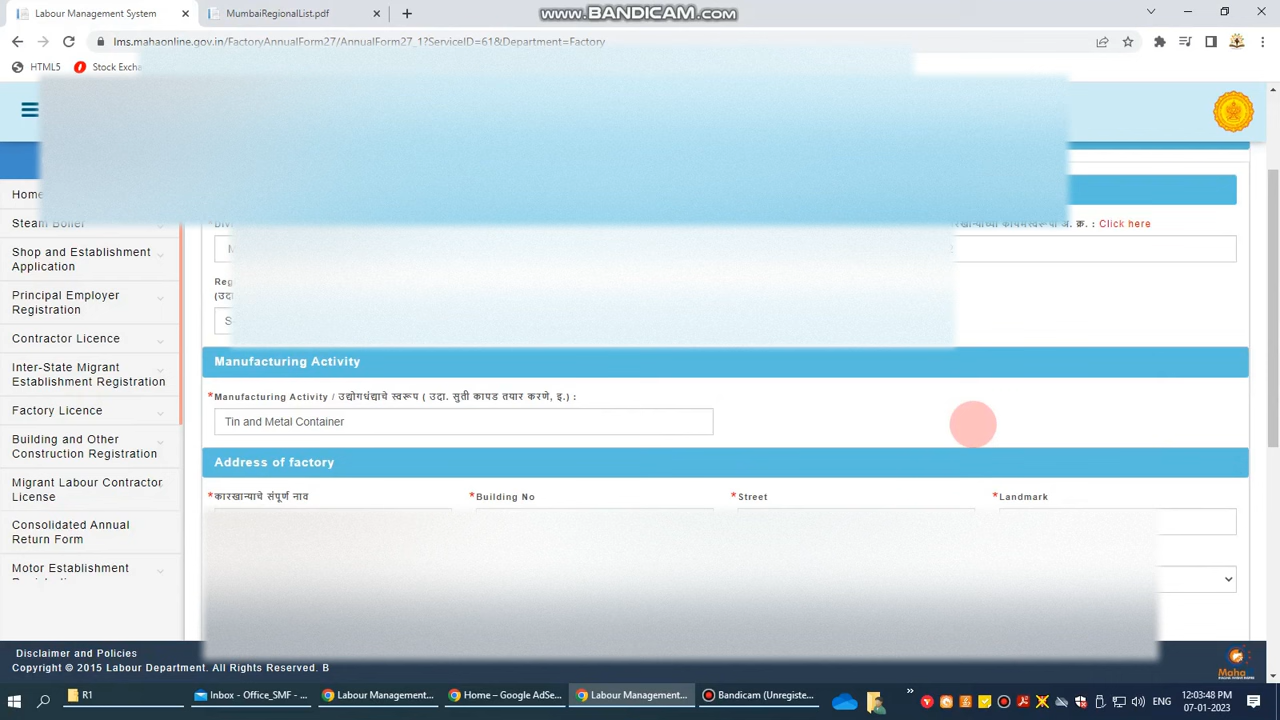 Labour Management System
MumbaiRegionalList.pdf
www.BANDICAM.com
lms.mahaonline.gov.in/FactoryAnnualForm27/AnnualForm27_1?ServiceID=61&Department=Factory
HTML5
Stock Excha
Home
Steam Boiler
Click here
Shop and Establishment
Application
Principal Employer
Registration
Reg
(उदा
Contractor Licence
Manufacturing Activity
Inter-State Migrant
Establishment Registration
*Manufacturing Activity / उद्योगधंद्याचे स्वरूप ( उदा. सुती कापड तयार करणे, इ.) :
Factory Licence
Tin and Metal Container
Building and Other
Construction Registration
Address of factory
Migrant Labour Contractor
License
*कारखान्याचे संपूर्ण नाव
*Building No
*Street
*Landmark
Consolidated Annual
Return Form
Motor Establishment
Disclaimer and Policies
Copyright © 2015 Labour Department. All Rights Reserved. B
Maha
R1
Inbox - Office_SMF - ...
Labour Management...
Home – Google AdSe...
Labour Management...
Bandicam (Unregiste...
ENG
12:03:48 PM
07-01-2023